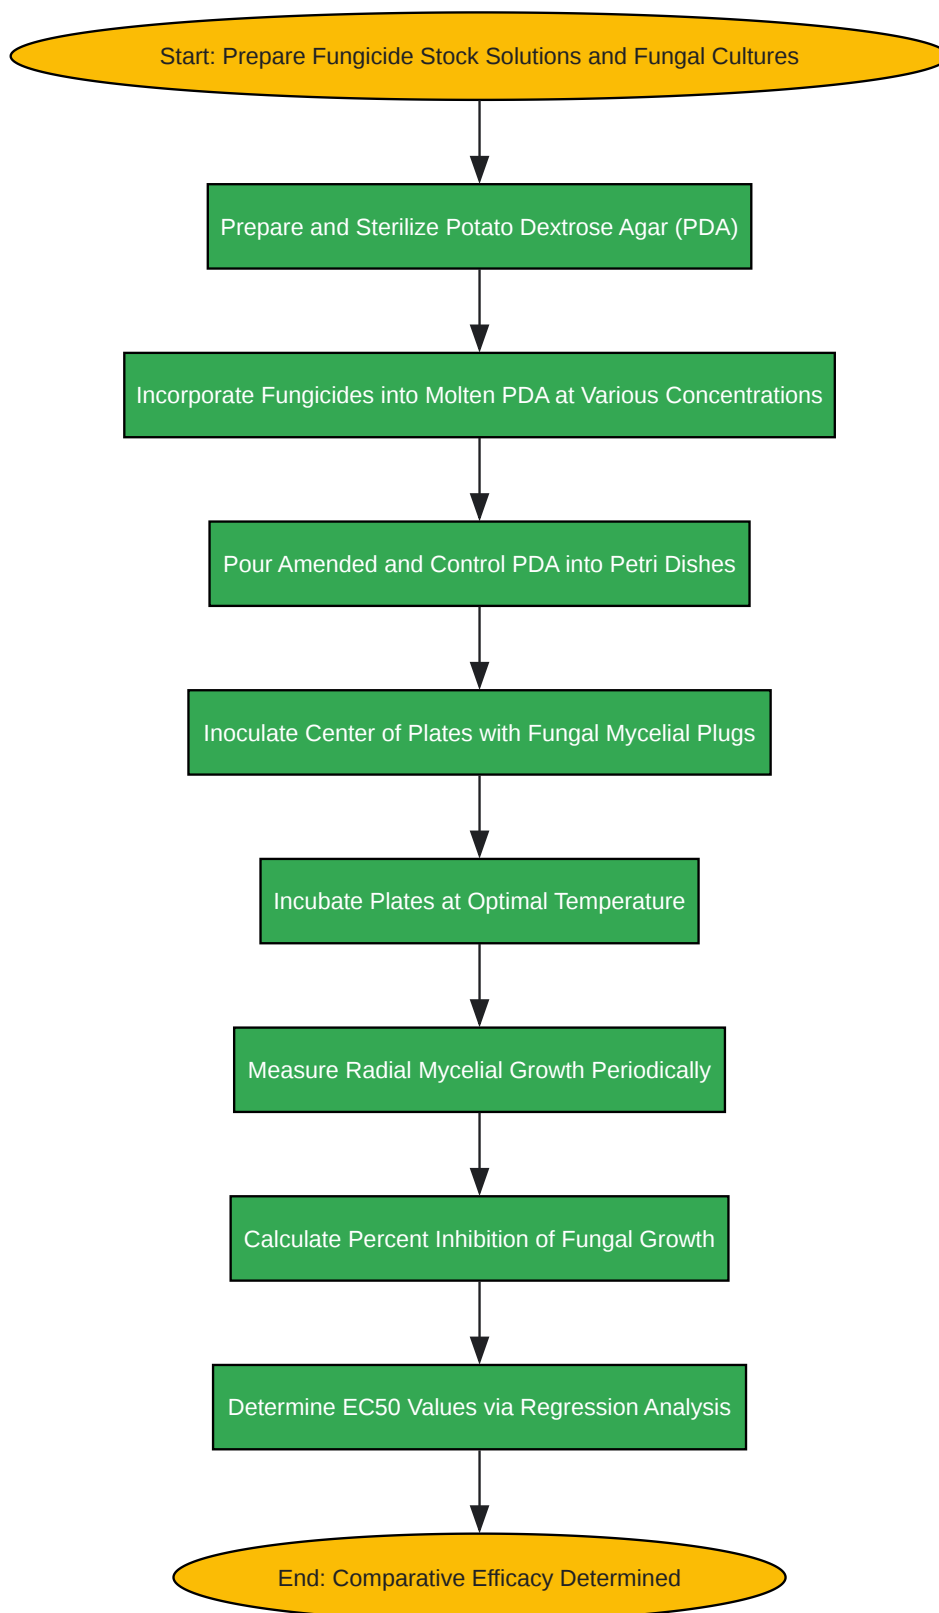 Start: Prepare Fungicide Stock Solutions and Fungal Cultures
Prepare and Sterilize Potato Dextrose Agar (PDA)
Incorporate Fungicides into Molten PDA at Various Concentrations
Pour Amended and Control PDA into Petri Dishes
Inoculate Center of Plates with Fungal Mycelial Plugs
Incubate Plates at Optimal Temperature
Measure Radial Mycelial Growth Periodically
Calculate Percent Inhibition of Fungal Growth
Determine EC50 Values via Regression Analysis
End: Comparative Efficacy Determined